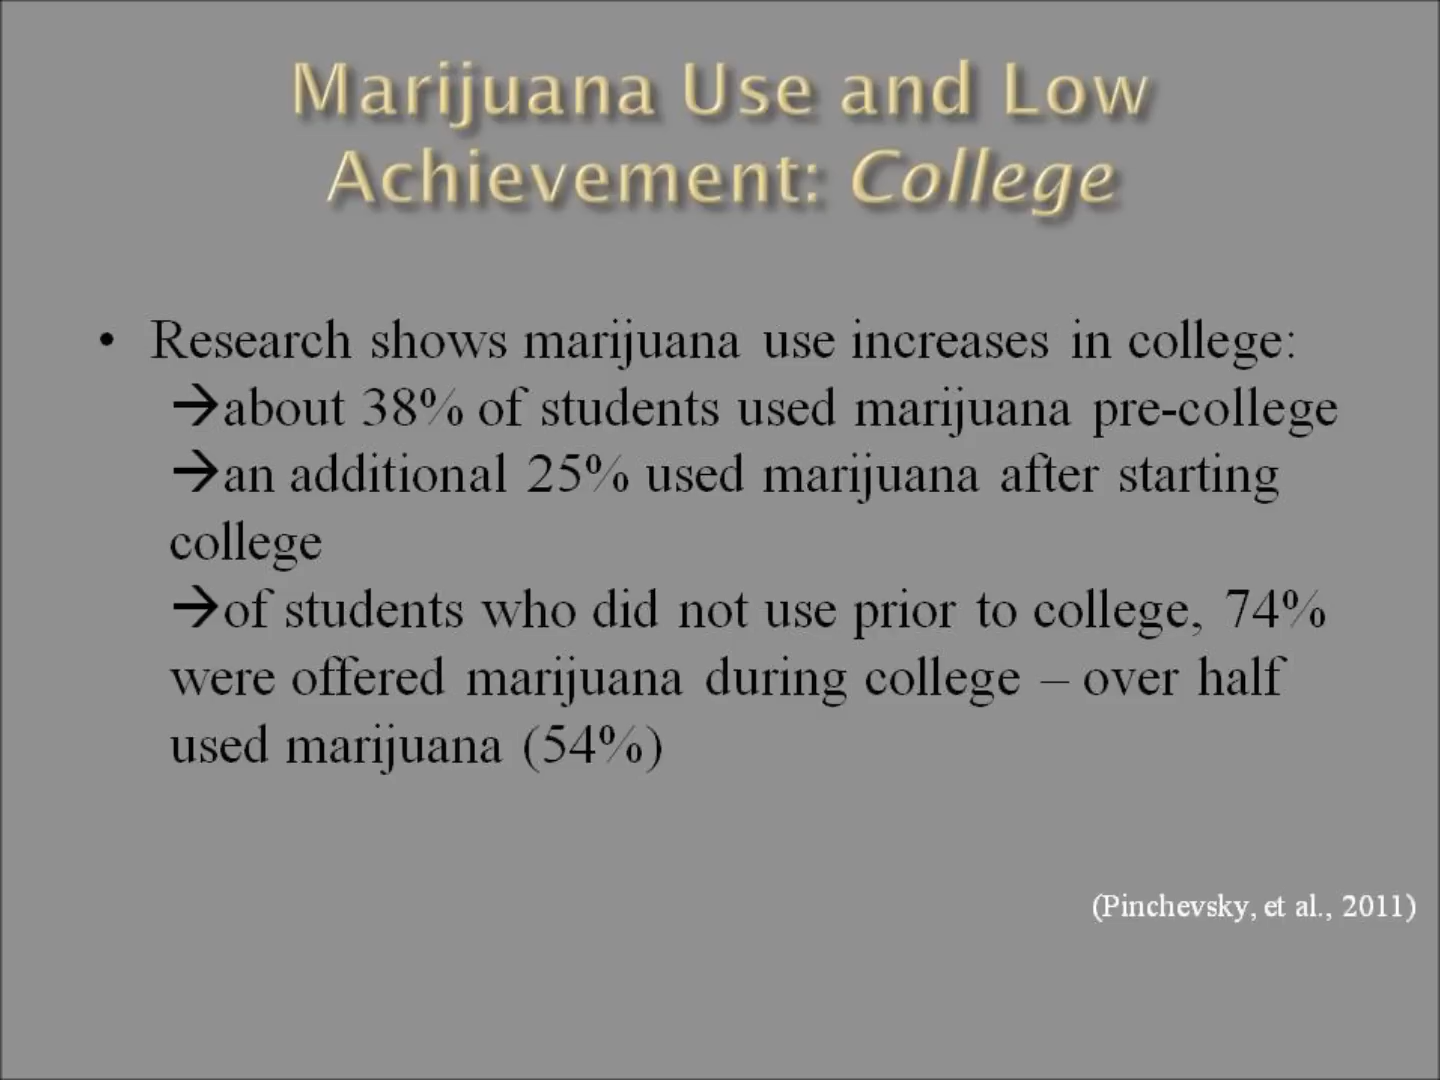 Marijuana Use and Low
Achievement: College
• Research shows marijuana use increases in college:
→about 38% of students used marijuana pre-college
→an additional 25% used marijuana after starting
college
→of students who did not use prior to college, 74%
were offered marijuana during college – over half
used marijuana (54%)
(Pinchevsky, et al., 2011)